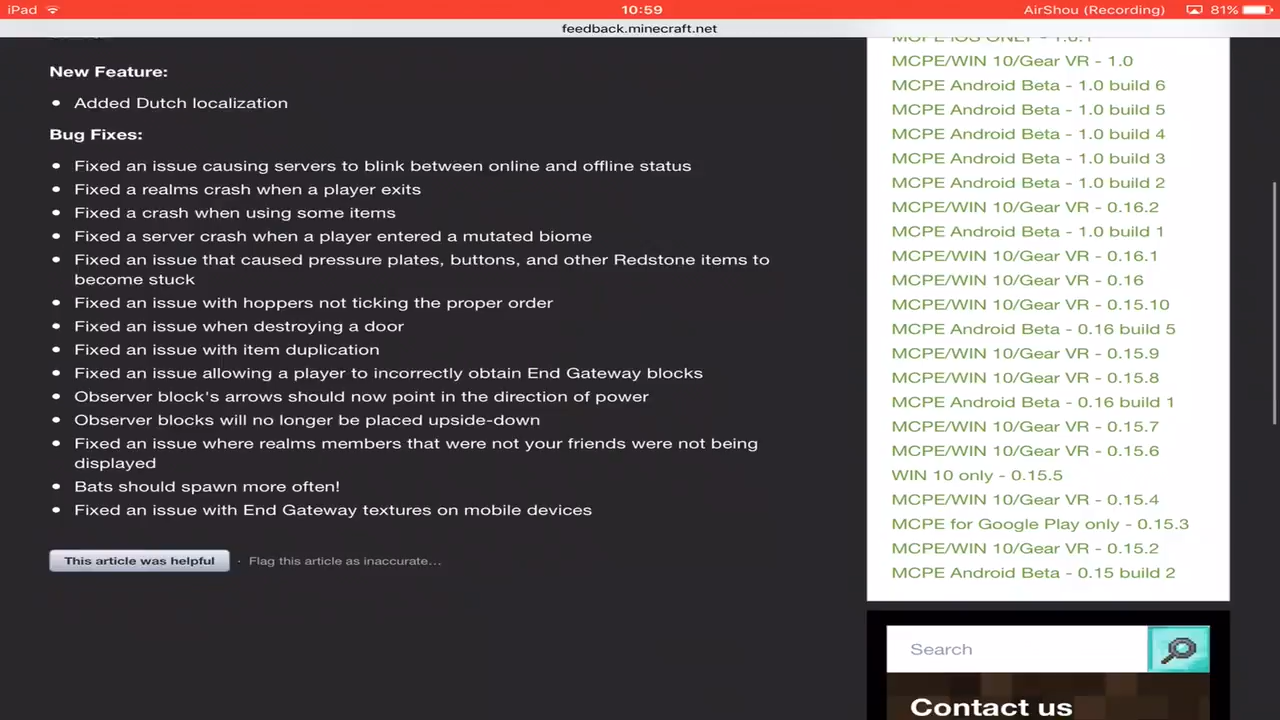 iPad
10:59
AirShou (Recording)
81%
feedback.minecraft.net
New Feature:
• Added Dutch localization
Bug Fixes:
• Fixed an issue causing servers to blink between online and offline status
• Fixed a realms crash when a player exits
• Fixed a crash when using some items
• Fixed a server crash when a player entered a mutated biome
• Fixed an issue that caused pressure plates, buttons, and other Redstone items to
become stuck
• Fixed an issue with hoppers not ticking the proper order
• Fixed an issue when destroying a door
• Fixed an issue with item duplication
• Fixed an issue allowing a player to incorrectly obtain End Gateway blocks
• Observer block's arrows should now point in the direction of power
• Observer blocks will no longer be placed upside-down
• Fixed an issue where realms members that were not your friends were not being
displayed
• Bats should spawn more often!
• Fixed an issue with End Gateway textures on mobile devices
This article was helpful · Flag this article as inaccurate...
MCPE iOS ONLY - 1.0.1
MCPE/WIN 10/Gear VR - 1.0
MCPE Android Beta - 1.0 build 6
MCPE Android Beta - 1.0 build 5
MCPE Android Beta - 1.0 build 4
MCPE Android Beta - 1.0 build 3
MCPE Android Beta - 1.0 build 2
MCPE/WIN 10/Gear VR - 0.16.2
MCPE Android Beta - 1.0 build 1
MCPE/WIN 10/Gear VR - 0.16.1
MCPE/WIN 10/Gear VR - 0.16
MCPE/WIN 10/Gear VR - 0.15.10
MCPE Android Beta - 0.16 build 5
MCPE/WIN 10/Gear VR - 0.15.9
MCPE/WIN 10/Gear VR - 0.15.8
MCPE Android Beta - 0.16 build 1
MCPE/WIN 10/Gear VR - 0.15.7
MCPE/WIN 10/Gear VR - 0.15.6
WIN 10 only - 0.15.5
MCPE/WIN 10/Gear VR - 0.15.4
MCPE for Google Play only - 0.15.3
MCPE/WIN 10/Gear VR - 0.15.2
MCPE Android Beta - 0.15 build 2
Search
Contact us